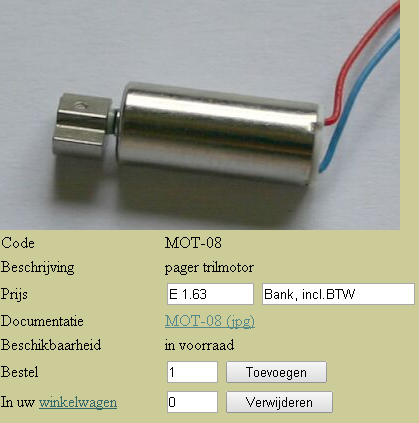 Code MOT-08
Beschrijving pager trilmotor
Prijs E 1.63 Bank, incl.BTW
Documentatie MOT-08 (jpg)
Beschikbaarheid in voorraad
Bestel 1 Toevoegen
In uw winkelwagen 0 Verwijderen